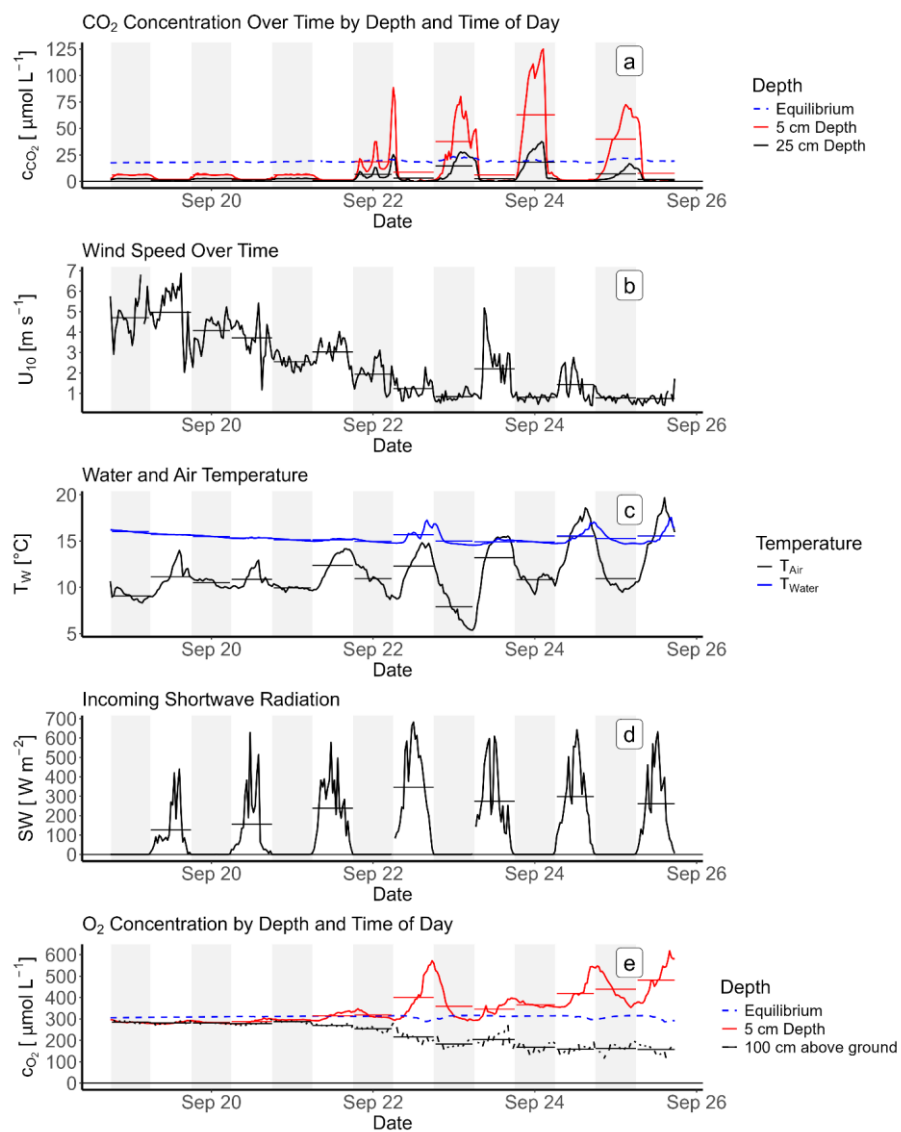 CO₂ Concentration Over Time by Depth and Time of Day
125
100
75
50
25
0
c_CO₂ [ μmol L⁻¹]
a
Sep 20
Sep 22
Sep 24
Sep 26
Date
Depth
Equilibrium
5 cm Depth
25 cm Depth
Wind Speed Over Time
7
6
5
4
3
2
1
U₁₀ [m s⁻¹]
b
Sep 20
Sep 22
Sep 24
Sep 26
Date
Water and Air Temperature
20
15
10
5
T_W [°C]
c
Sep 20
Sep 22
Sep 24
Sep 26
Date
Temperature
T_Air
T_Water
Incoming Shortwave Radiation
700
600
500
400
300
200
100
0
SW [ W m⁻²]
d
Sep 20
Sep 22
Sep 24
Sep 26
Date
O₂ Concentration by Depth and Time of Day
600
500
400
300
200
100
0
c_O₂ [ μmol L⁻¹]
e
Sep 20
Sep 22
Sep 24
Sep 26
Date
Depth
Equilibrium
5 cm Depth
100 cm above ground